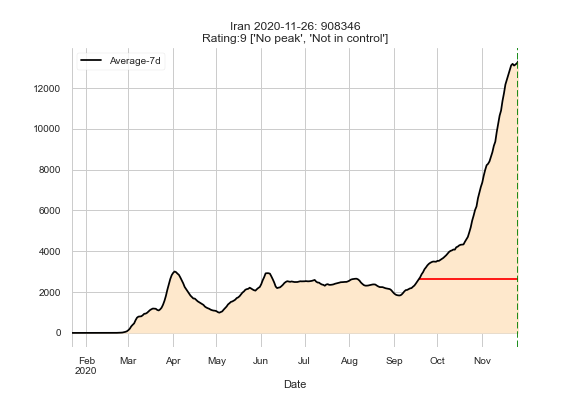 Iran 2020-11-26: 908346
Rating:9 ['No peak', 'Not in control']
Average-7d
12000
10000
8000
6000
4000
2000
0
Feb Mar Apr May Jun Jul Aug Sep Oct Nov
2020
Date